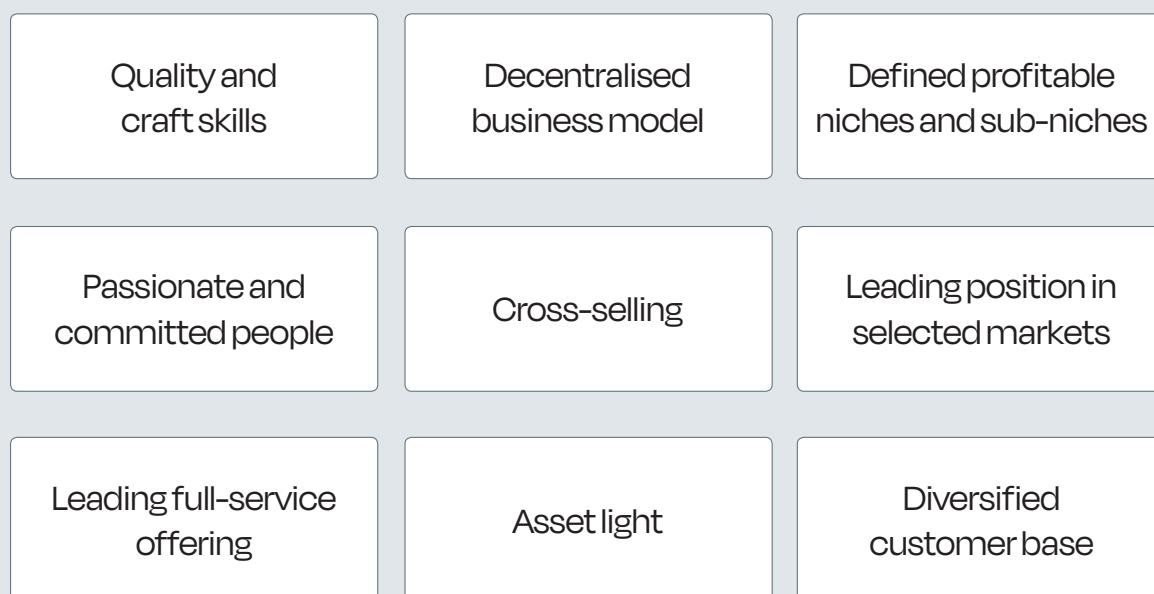 Quality and
craft skills
Decentralised
business model
Defined profitable
niches and sub-niches
Passionate and
committed people
Cross-selling
Leading position in
selected markets
Leading full-service
offering
Asset light
Diversified
customer base